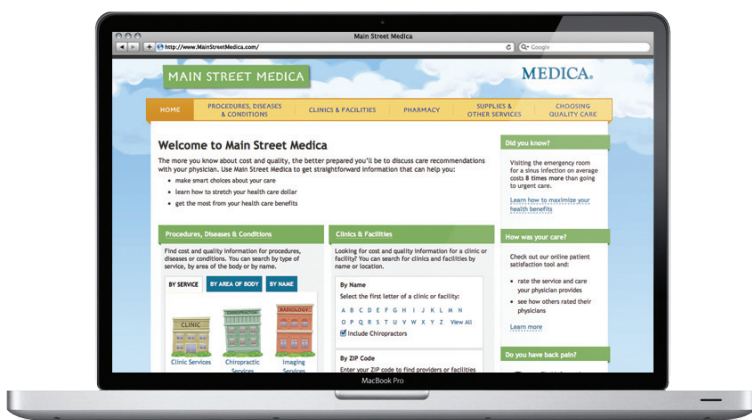 Main Street Medica
http://www.MainStreetMedica.com/
Google
MAIN STREET MEDICA
MEDICA®
HOME
PROCEDURES, DISEASES
& CONDITIONS
CLINICS & FACILITIES
PHARMACY
SUPPLIES &
OTHER SERVICES
CHOOSING
QUALITY CARE
Welcome to Main Street Medica
The more you know about cost and quality, the better prepared you'll be to discuss care recommendations
with your physician. Use Main Street Medica to get straightforward information that can help you:
• make smart choices about your care
• learn how to stretch your health care dollar
• get the most from your health care benefits
Procedures, Diseases & Conditions
Find cost and quality information for procedures,
diseases or conditions. You can search by type of
service, by area of the body or by name.
BY SERVICE
BY AREA OF BODY
BY NAME
CLINIC
CHIROPRACTIC
RADIOLOGY
Clinic Services
Chiropractic
Services
Imaging
Services
Clinics & Facilities
Looking for cost and quality information for a clinic or
facility? You can search for clinics and facilities by
name or location.
By Name
Select the first letter of a clinic or facility:
A B C D E F G H I J K L M N
O P Q R S T U V W X Y Z View All
Include Chiropractors
By ZIP Code
Enter your ZIP code to find providers or facilities
Did you know?
Visiting the emergency room
for a sinus infection on average
costs 8 times more than going
to urgent care.
Learn how to maximize your
health benefits
How was your care?
Check out our online patient
satisfaction tool and:
• rate the service and care
your physician provides
• see how others rated their
physicians
Learn more
Do you have back pain?
MacBook Pro